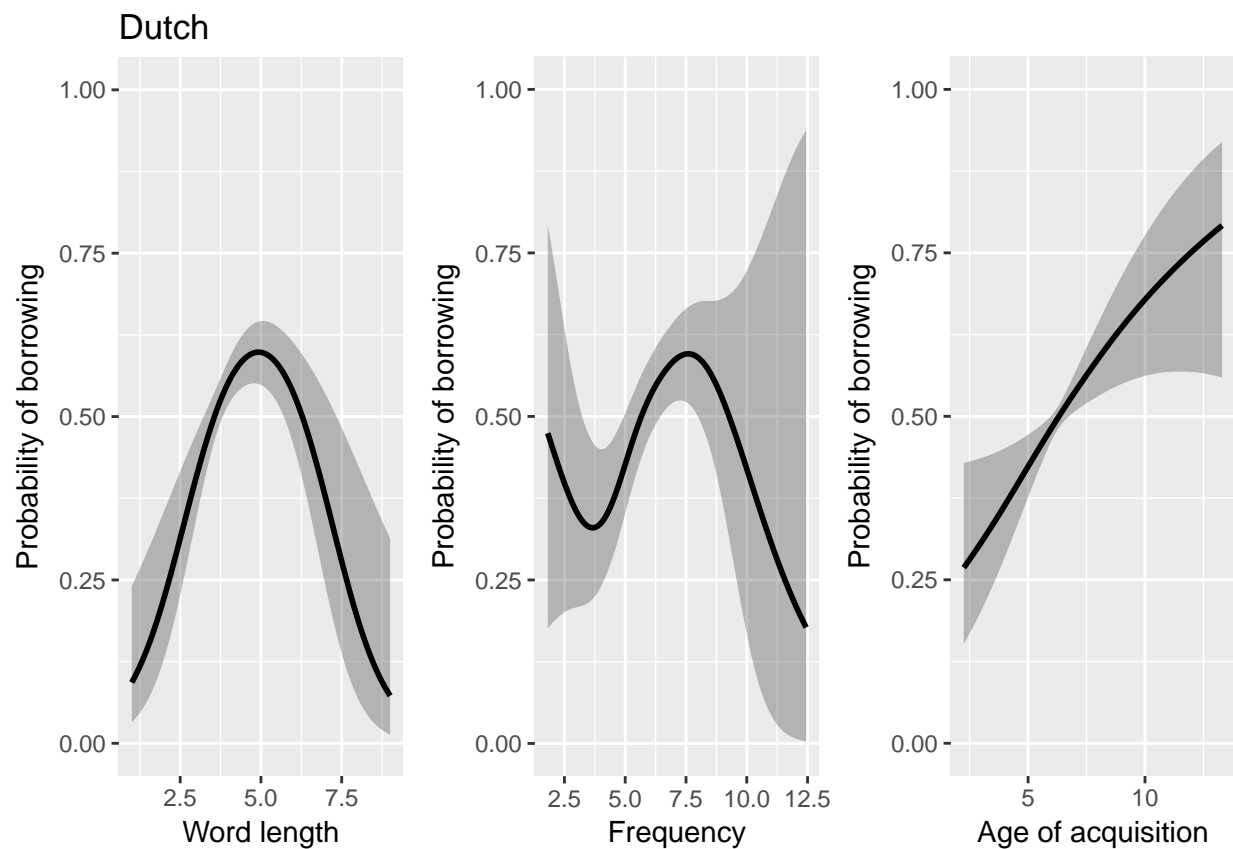 Dutch
Probability of borrowing
1.00
0.75
0.50
0.25
0.00
2.5 5.0 7.5
Word length
Probability of borrowing
1.00
0.75
0.50
0.25
0.00
2.5 5.0 7.5 10.0 12.5
Frequency
Probability of borrowing
1.00
0.75
0.50
0.25
0.00
5 10
Age of acquisition